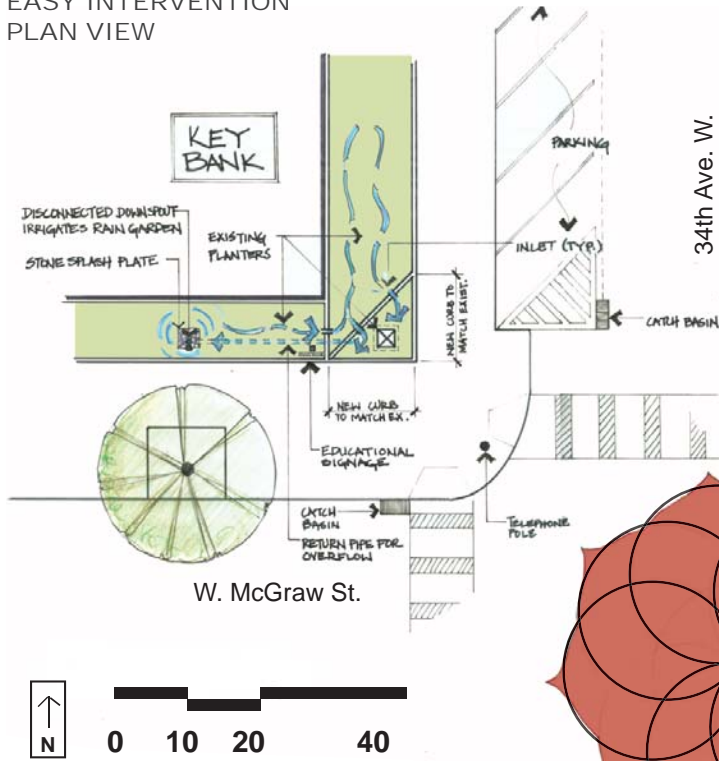 EASY INTERVENTION
PLAN VIEW
KEY
BANK
PARKING
34th Ave. W.
DISCONNECTED DOWNSPOUT
IRRIGATES RAIN GARDEN
EXISTING
PLANTERS
STONE SPLASH PLATE
INLET (TYP.)
NEW CURB TO
MATCH EXIST.
CATCH BASIN
NEW CURB
TO MATCH EX.
EDUCATIONAL
SIGNAGE
CATCH
BASIN
RETURN PIPE FOR
OVERFLOW
TELEPHONE
POLE
W. McGraw St.
N
0 10 20 40